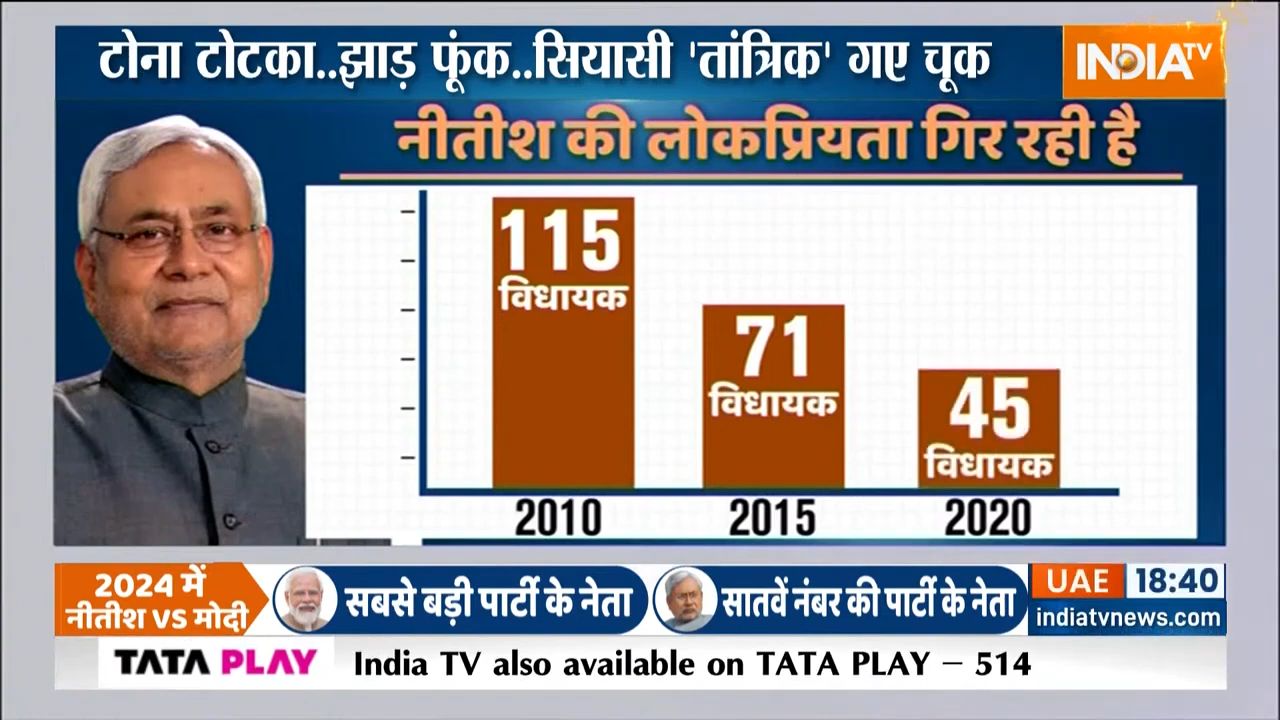 टोना टोटका..झाड़ फूंक..सियासी 'तांत्रिक' गए चूक
INDIA TV
नीतीश की लोकप्रियता गिर रही है
115
विधायक
71
विधायक
45
विधायक
2010 2015 2020
2024 में
नीतीश VS मोदी
सबसे बड़ी पार्टी के नेता
सातवें नंबर की पार्टी के नेता
UAE 18:40
indiatvnews.com
TATA PLAY India TV also available on TATA PLAY – 514